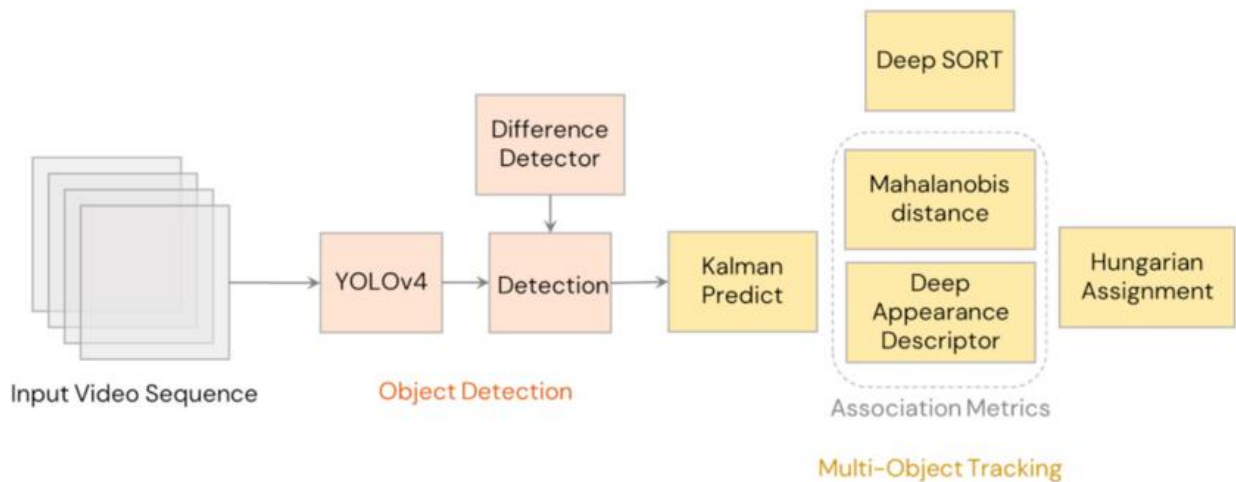 Deep SORT
Difference
Detector
Mahalanobis
distance
YOLOv4
Detection
Kalman
Predict
Deep
Appearance
Descriptor
Hungarian
Assignment
Input Video Sequence
Object Detection
Association Metrics
Multi-Object Tracking